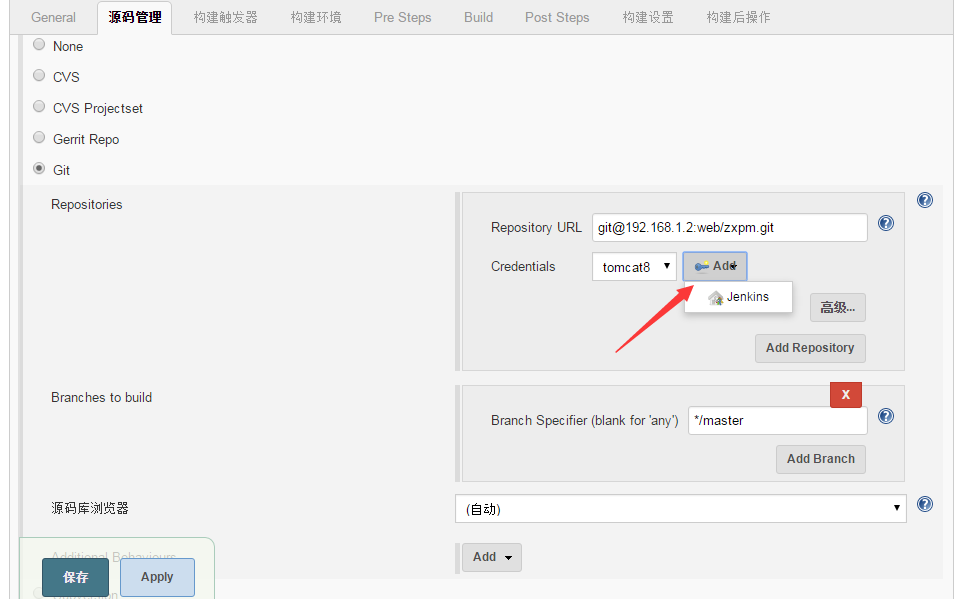 General 源码管理 构建触发器 构建环境 Pre Steps Build Post Steps 构建设置 构建后操作
None
CVS
CVS Projectset
Gerrit Repo
Git
Repositories
Repository URL git@192.168.1.2:web/zxpm.git
Credentials tomcat8 Add
Jenkins
高级...
Add Repository
Branches to build
X
Branch Specifier (blank for 'any') */master
Add Branch
源码库浏览器 (自动)
Additional Behaviours
Add
保存 Apply
Subversion